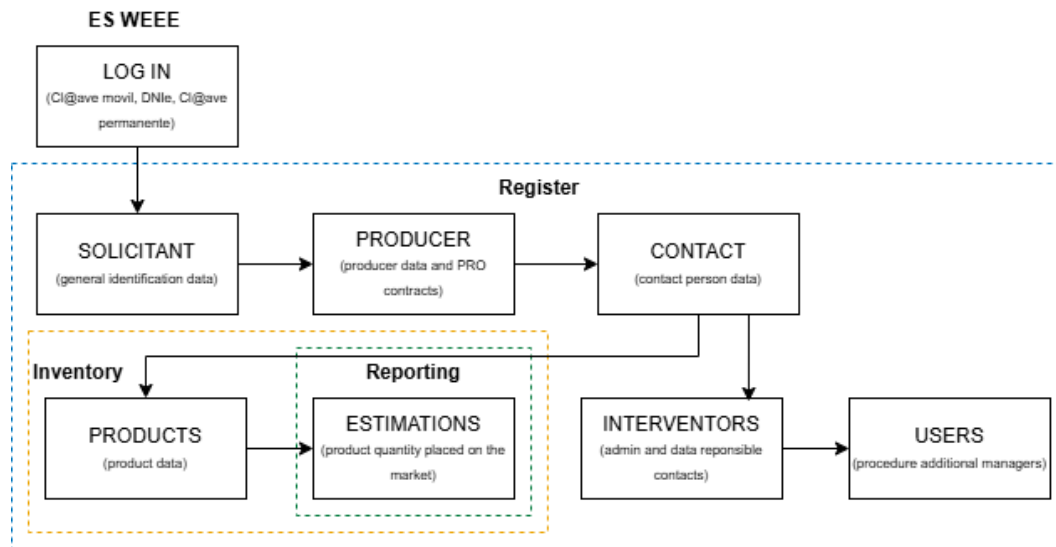 ES WEEE
LOG IN
(Cl@ave movil, DNIe, Cl@ave
permanente)
Register
SOLICITANT
(general identification data)
PRODUCER
(producer data and PRO
contracts)
CONTACT
(contact person data)
Inventory
Reporting
PRODUCTS
(product data)
ESTIMATIONS
(product quantity placed on the
market)
INTERVENTORS
(admin and data reponsible
contacts)
USERS
(procedure additional managers)